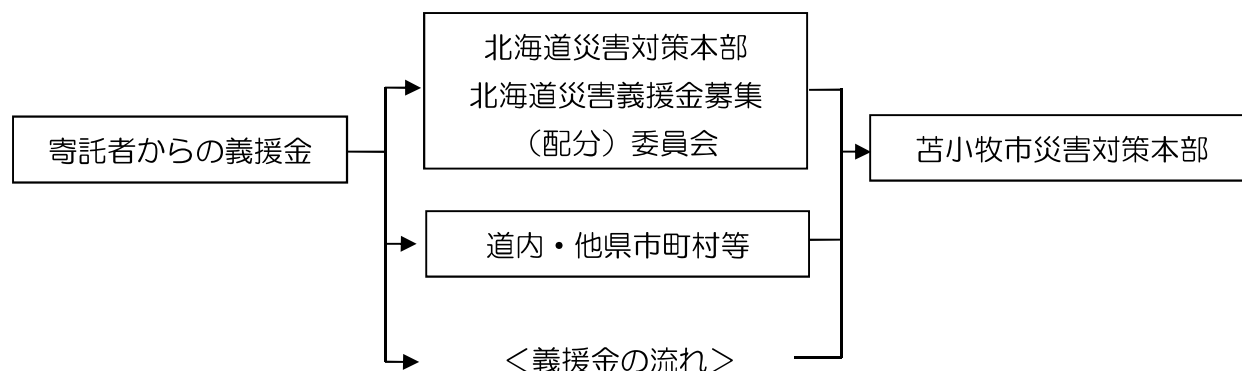 寄託者からの義援金
北海道災害対策本部
北海道災害義援金募集
（配分）委員会
道内・他県市町村等
＜義援金の流れ＞
苫小牧市災害対策本部